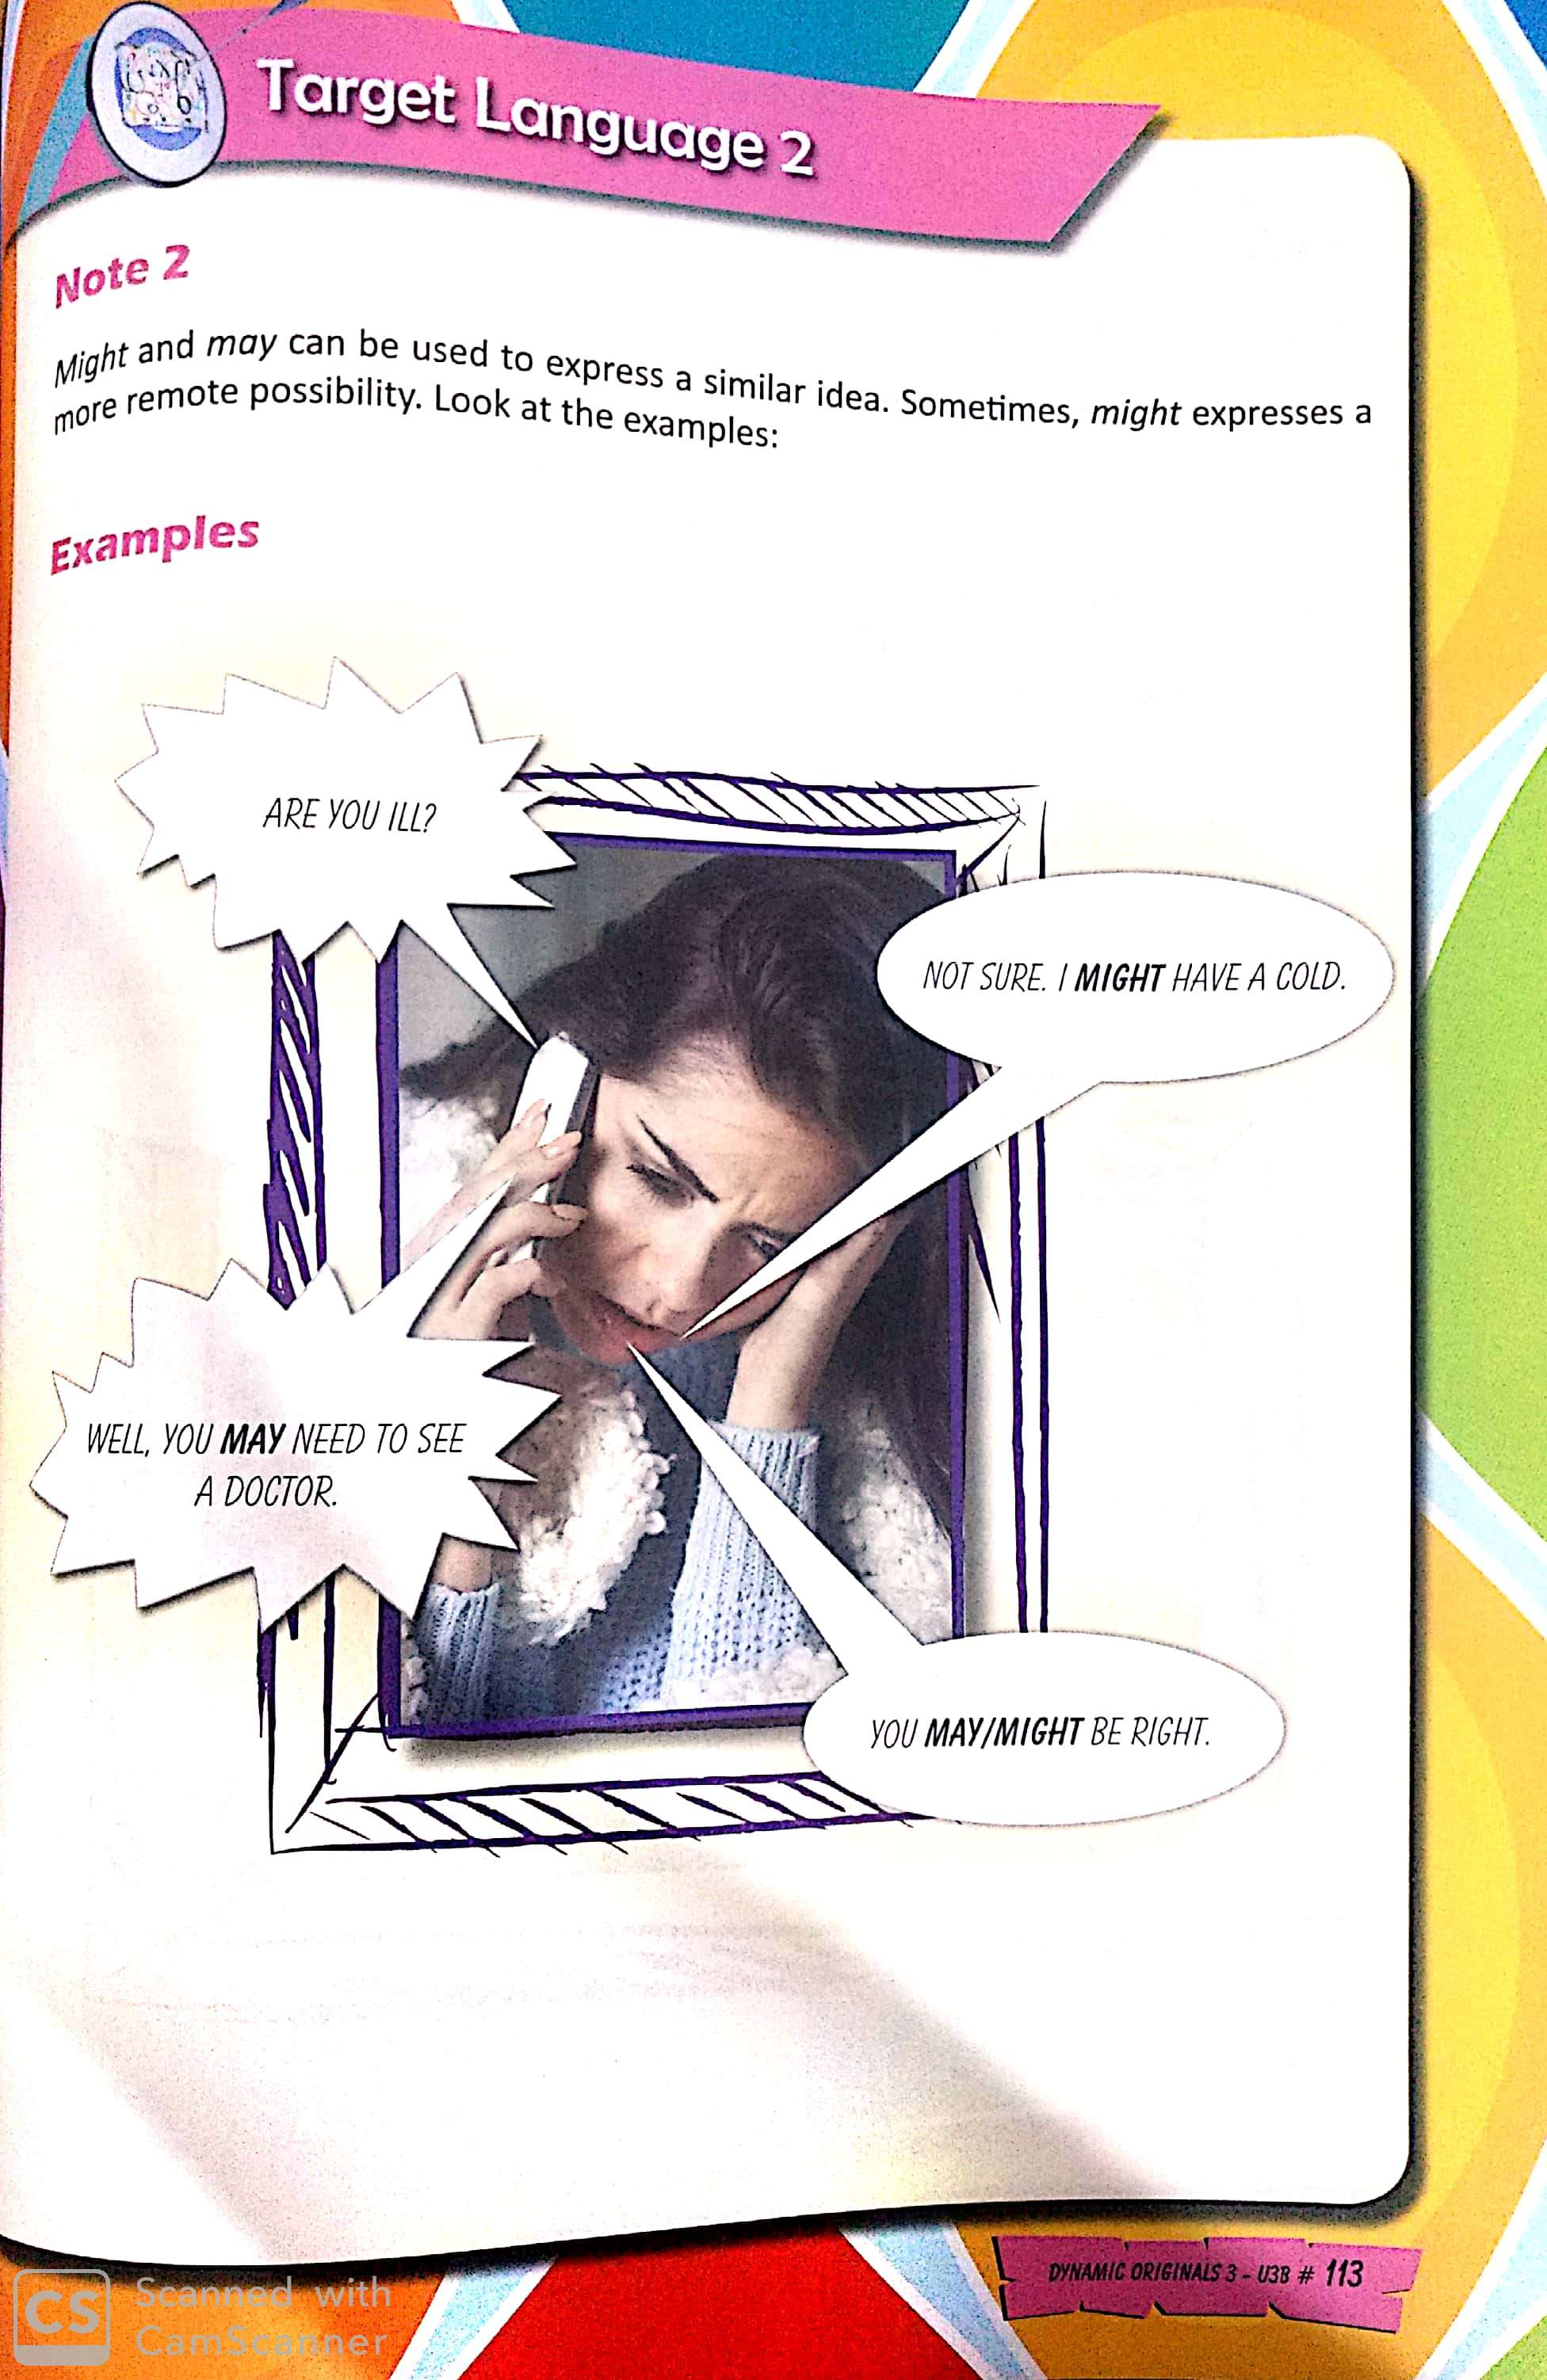 Target Language 2
Note 2
Might and may can be used to express a similar idea. Sometimes, might expresses a
more remote possibility. Look at the examples:
Examples
ARE YOU ILL?
NOT SURE. I MIGHT HAVE A COLD.
WELL, YOU MAY NEED TO SEE
A DOCTOR.
YOU MAY/MIGHT BE RIGHT.
DYNAMIC ORIGINALS 3 - U3B # 113
CS
Scanned with
CamScanner